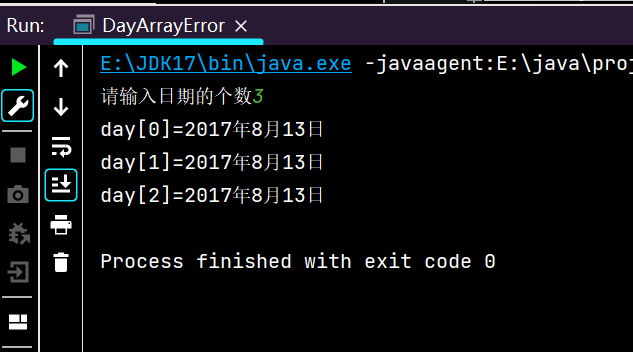 Run: DayArrayError ×
E:\JDK17\bin\java.exe -javaagent:E:\java\pro
请输入日期的个数3
day[0]=2017年8月13日
day[1]=2017年8月13日
day[2]=2017年8月13日
Process finished with exit code 0